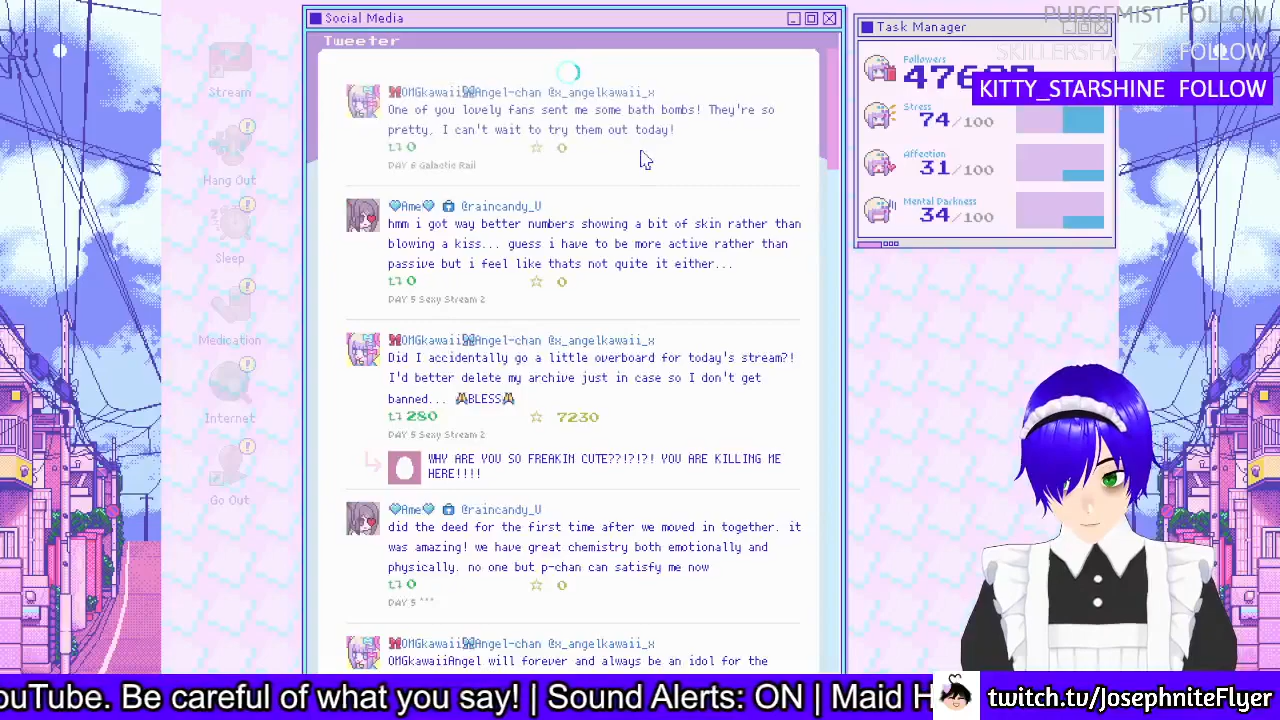 PURGEMIST FOLLOW
SKILLERSHA_Z91 FOLLOW
KITTY_STARSHINE FOLLOW
Social Media
Tweeter
Stream
Hang Out
Sleep
Medication
Internet
Go Out
OMGkawaii Angel-chan @x_angelkawaii_x
One of you lovely fans sent me some bath bombs! They're so
pretty, I can't wait to try them out today!
0 0
DAY 6 Galactic Rail
Ame @raincandy_U
hmm i got way better numbers showing a bit of skin rather than
blowing a kiss... guess i have to be more active rather than
passive but i feel like thats not quite it either...
0 0
DAY 5 Sexy Stream 2
OMGkawaii Angel-chan @x_angelkawaii_x
Did I accidentally go a little overboard for today's stream?!
I'd better delete my archive just in case so I don't get
banned... BLESS
280 7230
DAY 5 Sexy Stream 2
WHY ARE YOU SO FREAKIN CUTE??!?!?! YOU ARE KILLING ME
HERE!!!!
Ame @raincandy_U
did the deed for the first time after we moved in together. it
was amazing! we have great chemistry both emotionally and
physically. no one but p-chan can satisfy me now
0 0
DAY 5 ***
OMGkawaii Angel-chan @x_angelkawaii_x
OMGkawaiiAngel will forever and always be an idol for the
Task Manager
Followers
Stress
74/100
Affection
31/100
Mental Darkness
34/100
ouTube. Be careful of what you say! | Sound Alerts: ON | Maid H
twitch.tv/JosephniteFlyer